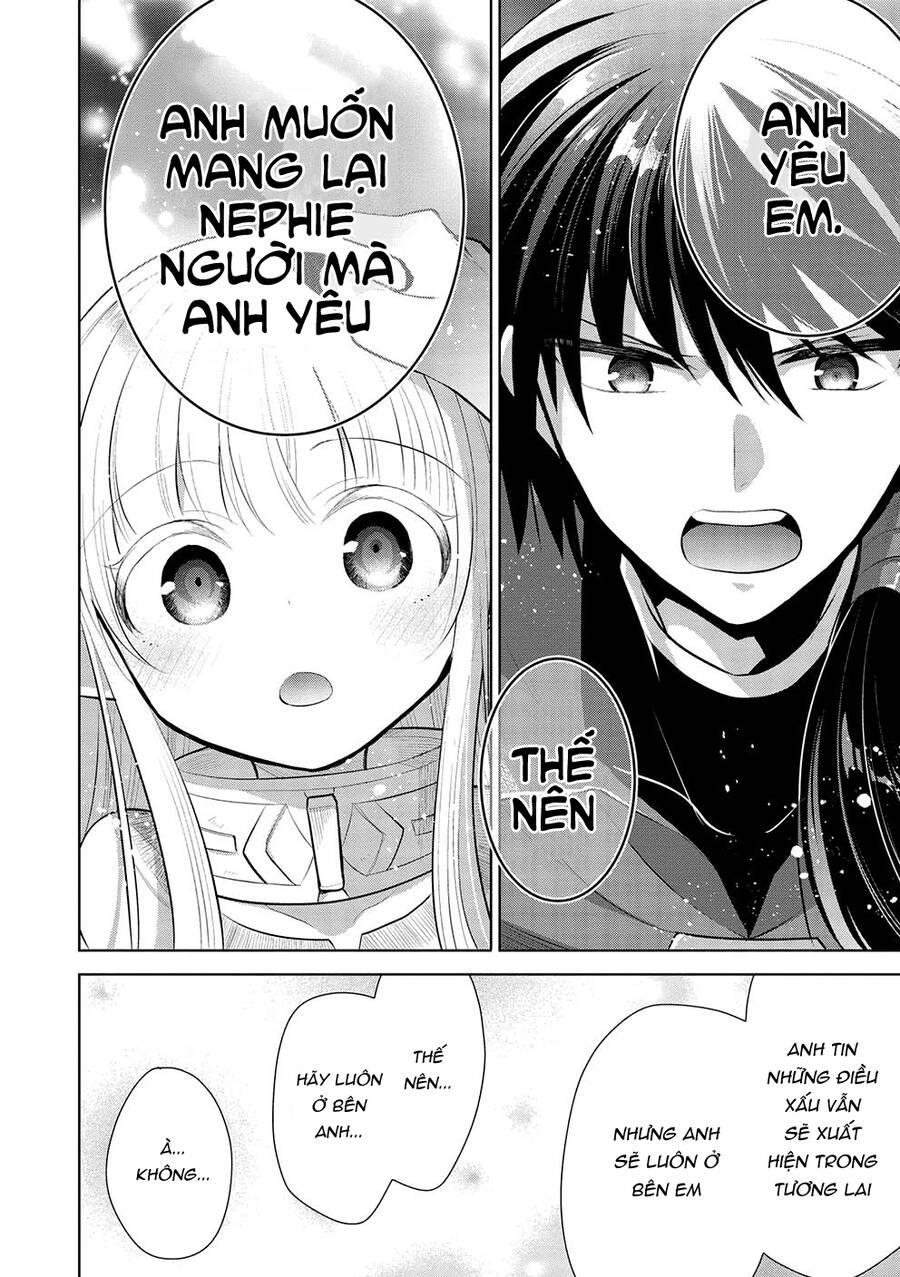 ANH
YÊU
EM.
THẾ
NÊN
ANH MUỐN
MANG LẠI
NEPHIE
NGƯỜI MÀ
ANH YÊU
ANH TIN
NHỮNG ĐIỀU
XẤU VẪN
SẼ XUẤT
HIỆN TRONG
TƯƠNG LAI
NHƯNG ANH
SẼ LUÔN Ở
BÊN EM
THẾ
NÊN...
HÃY LUÔN
Ở BÊN
ANH...
À...
KHÔNG...